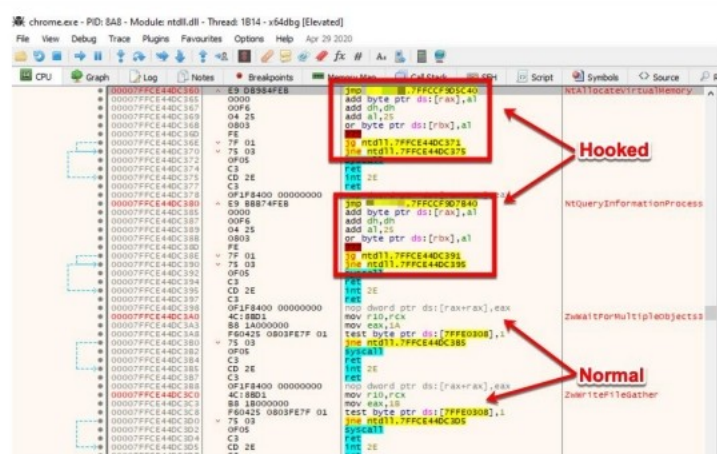 chrome.exe - PID: 8A8 - Module: ntdll.dll - Thread: 1B14 - x64dbg [Elevated]
File View Debug Trace Plugins Favourites Options Help Apr 29 2020
CPU Graph Log Notes Breakpoints Memory Map Call Stack SEH Script Symbols Source
00007FFCE44DC360 E9 DB984FEB jmp .7FFCCF9D5C40 NtAllocateVirtualMemory
00007FFCE44DC365 0000 add byte ptr ds:[rax],al
00007FFCE44DC367 00F6 add dh,dh
00007FFCE44DC369 04 25 add al,25
00007FFCE44DC36B 0803 or byte ptr ds:[rbx],al
00007FFCE44DC36D FE
00007FFCE44DC36E 7F 01 jg ntdll.7FFCE44DC371
00007FFCE44DC370 75 03 jne ntdll.7FFCE44DC375
00007FFCE44DC372 0F05 syscall
00007FFCE44DC374 C3 ret
00007FFCE44DC375 CD 2E int 2E
00007FFCE44DC377 C3 ret
00007FFCE44DC378 0F1F8400 00000000
00007FFCE44DC380 E9 BBB74FEB jmp .7FFCCF9D7B40 NtQueryInformationProcess
00007FFCE44DC385 0000 add byte ptr ds:[rax],al
00007FFCE44DC387 00F6 add dh,dh
00007FFCE44DC389 04 25 add al,25
00007FFCE44DC38B 0803 or byte ptr ds:[rbx],al
00007FFCE44DC38D FE
00007FFCE44DC38E 7F 01 jg ntdll.7FFCE44DC391
00007FFCE44DC390 75 03 jne ntdll.7FFCE44DC395
00007FFCE44DC392 0F05 syscall
00007FFCE44DC394 C3 ret
00007FFCE44DC395 CD 2E int 2E
00007FFCE44DC397 C3 ret
00007FFCE44DC398 0F1F8400 00000000 nop dword ptr ds:[rax+rax],eax
00007FFCE44DC3A0 4C:8BD1 mov r10,rcx ZwWaitForMultipleObjects
00007FFCE44DC3A3 B8 1A000000 mov eax,1A
00007FFCE44DC3A8 F60425 0803FE7F 01 test byte ptr ds:[7FFE0308],1
00007FFCE44DC3B0 75 03 jne ntdll.7FFCE44DC3B5
00007FFCE44DC3B2 0F05 syscall
00007FFCE44DC3B4 C3 ret
00007FFCE44DC3B5 CD 2E int 2E
00007FFCE44DC3B7 C3 ret
00007FFCE44DC3B8 0F1F8400 00000000 nop dword ptr ds:[rax+rax],eax
00007FFCE44DC3C0 4C:8BD1 mov r10,rcx ZwWriteFileGather
00007FFCE44DC3C3 B8 1B000000 mov eax,1B
00007FFCE44DC3C8 F60425 0803FE7F 01 test byte ptr ds:[7FFE0308],1
00007FFCE44DC3D0 75 03 jne ntdll.7FFCE44DC3D5
00007FFCE44DC3D2 0F05 syscall
00007FFCE44DC3D4 C3 ret
00007FFCE44DC3D5 CD 2E int 2E
Hooked
Normal